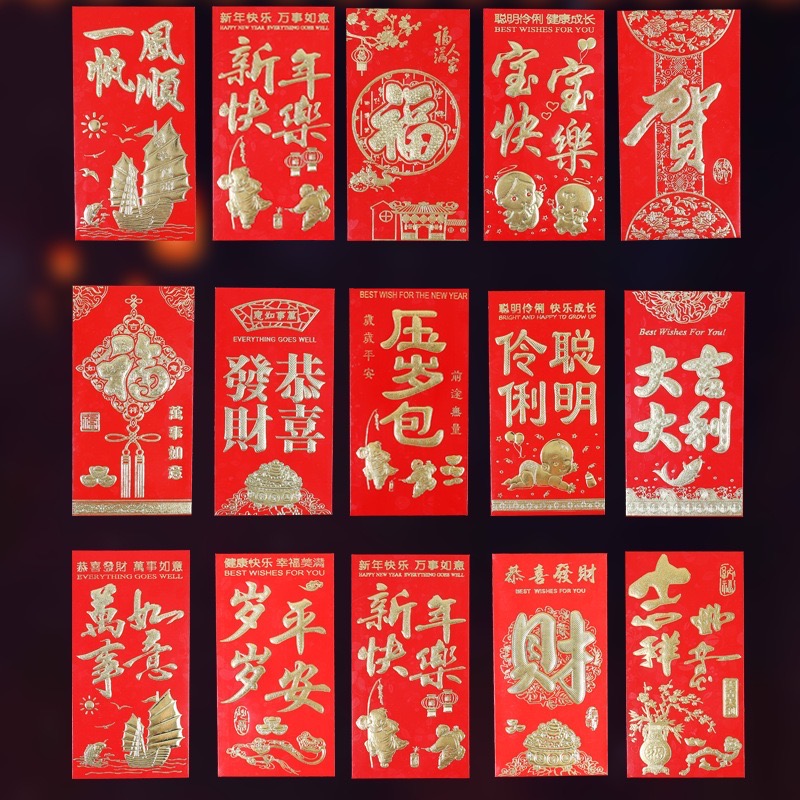 一帆
風順
新年快乐 万事如意
HAPPY NEW YEAR EVERYTHING GOES WELL
新年
快樂
福满
人家
福
聪明伶俐 健康成长
BEST WISHES FOR YOU
宝宝
快樂
賀
吉
福
如意
祥
萬事如意
萬事如意
EVERYTHING GOES WELL
恭喜
發財
BEST WISH FOR THE NEW YEAR
歲歲平安
压岁包
前途無量
聪明伶俐 快乐成长
BRIGHT AND HAPPY TO GROW UP
聪明
伶俐
Best Wishes For You!
大吉
大利
恭喜發財 萬事如意
EVERYTHING GOES WELL
萬事
如意
健康快乐 幸福美满
BEST WISHES FOR YOU
岁岁
平安
新年快乐 万事如意
HAPPY NEW YEAR EVERYTHING GOES WELL
新年
快樂
恭喜發財
BEST WISHES FOR YOU
財
吉祥